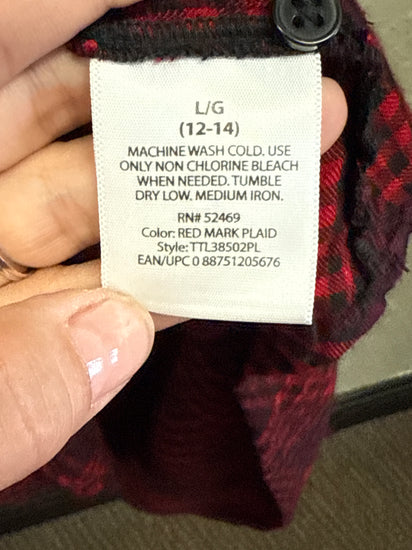 L/G
(12-14)
MACHINE WASH COLD. USE
ONLY NON CHLORINE BLEACH
WHEN NEEDED. TUMBLE
DRY LOW. MEDIUM IRON.
RN# 52469
Color: RED MARK PLAID
Style: TTL38502PL
EAN/UPC 0 88751205676